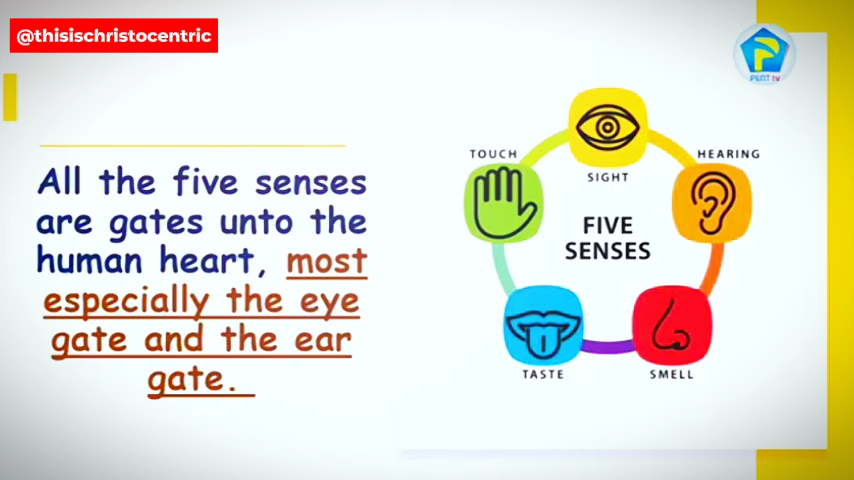 @thisischristocentric
PENT tv
All the five senses
are gates unto the
human heart, most
especially the eye
gate and the ear
gate.
TOUCH
HEARING
SIGHT
FIVE
SENSES
TASTE
SMELL